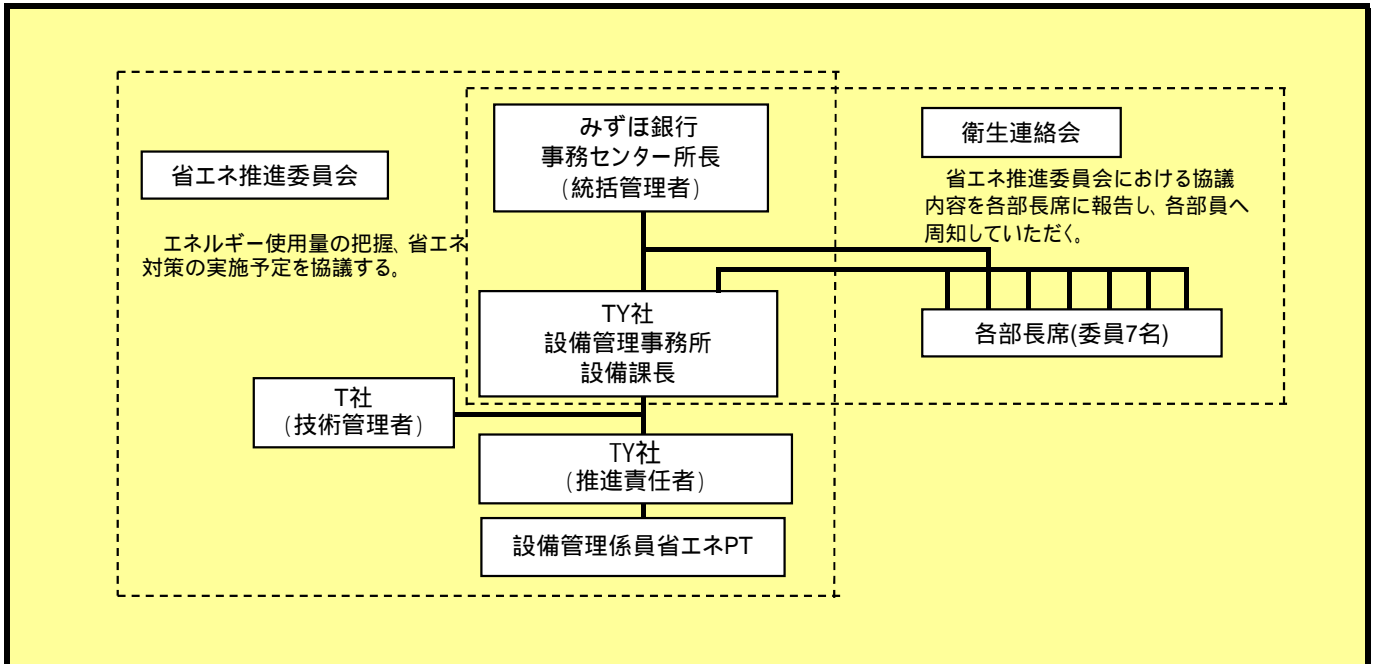 みずほ銀行
事務センター所長
(統括管理者)
衛生連絡会
省エネ推進委員会
省エネ推進委員会における協議
内容を各部長席に報告し、各部員へ
周知していただく。
エネルギー使用量の把握、省エネ
対策の実施予定を協議する。
TY社
設備管理事務所
設備課長
各部長席(委員7名)
T社
(技術管理者)
TY社
(推進責任者)
設備管理係員省エネPT